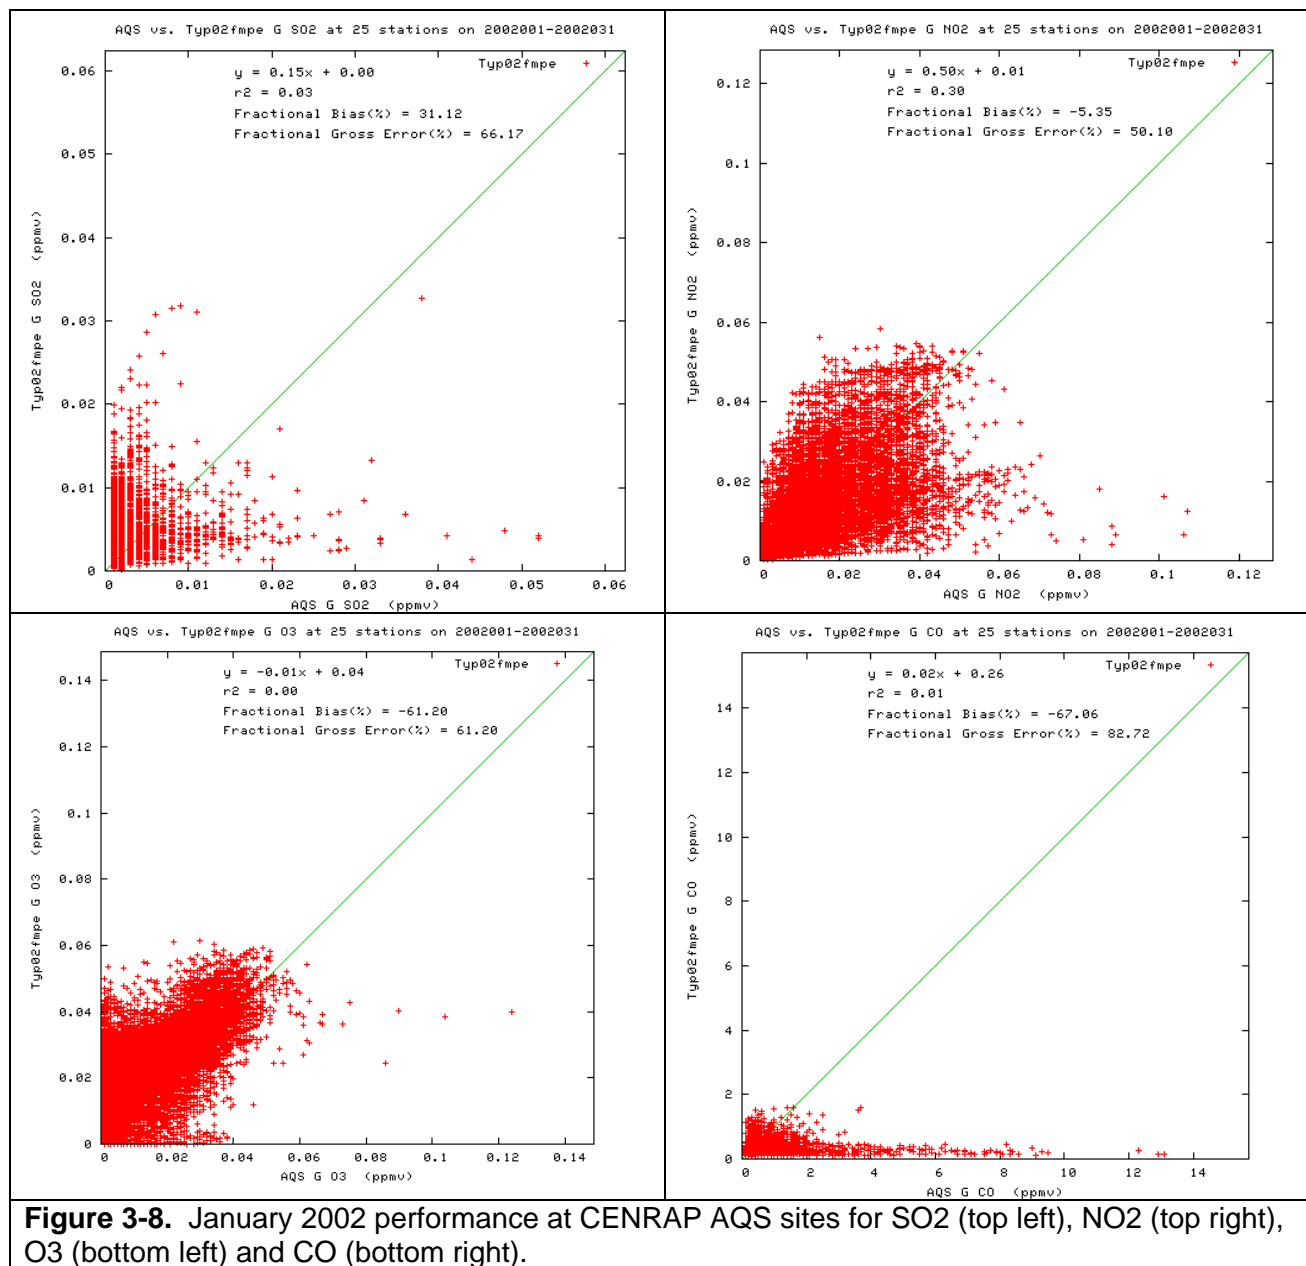 AQS vs. Typ02fmpe G SO2 at 25 stations on 2002001-2002031
Typ02fmpe
y = 0.15x + 0.00
r2 = 0.03
Fractional Bias(%) = 31.12
Fractional Gross Error(%) = 66.17
Typ02fmpe G SO2 (ppmv)
0.06
0.05
0.04
0.03
0.02
0.01
0
0 0.01 0.02 0.03 0.04 0.05 0.06
AQS G SO2 (ppmv)
AQS vs. Typ02fmpe G NO2 at 25 stations on 2002001-2002031
Typ02fmpe
y = 0.50x + 0.01
r2 = 0.30
Fractional Bias(%) = -5.35
Fractional Gross Error(%) = 50.10
Typ02fmpe G NO2 (ppmv)
0.12
0.1
0.08
0.06
0.04
0.02
0
0 0.02 0.04 0.06 0.08 0.1 0.12
AQS G NO2 (ppmv)
AQS vs. Typ02fmpe G O3 at 25 stations on 2002001-2002031
Typ02fmpe
y = -0.01x + 0.04
r2 = 0.00
Fractional Bias(%) = -61.20
Fractional Gross Error(%) = 61.20
Typ02fmpe G O3 (ppmv)
0.14
0.12
0.1
0.08
0.06
0.04
0.02
0
0 0.02 0.04 0.06 0.08 0.1 0.12 0.14
AQS G O3 (ppmv)
AQS vs. Typ02fmpe G CO at 25 stations on 2002001-2002031
Typ02fmpe
y = 0.02x + 0.26
r2 = 0.01
Fractional Bias(%) = -67.06
Fractional Gross Error(%) = 82.72
Typ02fmpe G CO (ppmv)
14
12
10
8
6
4
2
0
0 2 4 6 8 10 12 14
AQS G CO (ppmv)
Figure 3-8. January 2002 performance at CENRAP AQS sites for SO2 (top left), NO2 (top right),
O3 (bottom left) and CO (bottom right).